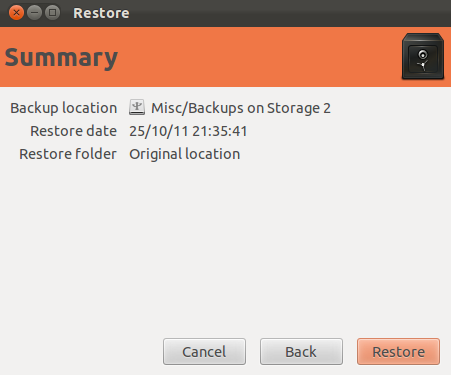 Restore
Summary
Backup location Misc/Backups on Storage 2
Restore date 25/10/11 21:35:41
Restore folder Original location
Cancel Back Restore